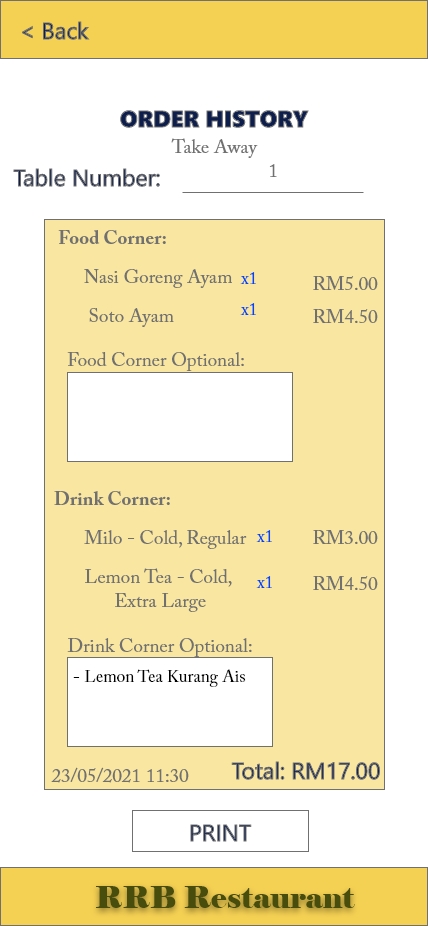 < Back
ORDER HISTORY
Take Away
Table Number: 1
Food Corner:
Nasi Goreng Ayam x1 RM5.00
Soto Ayam x1 RM4.50
Food Corner Optional:
Drink Corner:
Milo - Cold, Regular x1 RM3.00
Lemon Tea - Cold, x1 RM4.50
Extra Large
Drink Corner Optional:
- Lemon Tea Kurang Ais
23/05/2021 11:30 Total: RM17.00
PRINT
RRB Restaurant